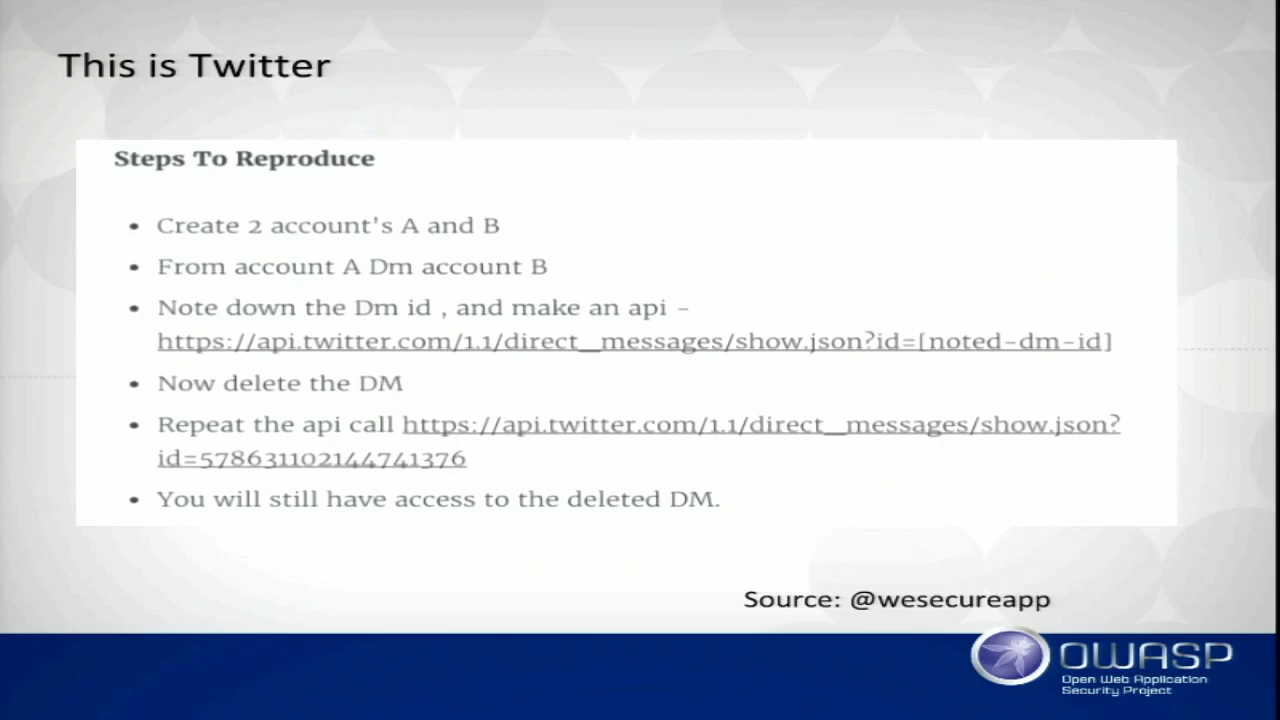 This is Twitter
Steps To Reproduce
• Create 2 account's A and B
• From account A Dm account B
• Note down the Dm id , and make an api –
https://api.twitter.com/1.1/direct_messages/show.json?id=[noted-dm-id]
• Now delete the DM
• Repeat the api call https://api.twitter.com/1.1/direct_messages/show.json?
id=578631102144741376
• You will still have access to the deleted DM.
Source: @wesecureapp
OWASP
Open Web Application
Security Project